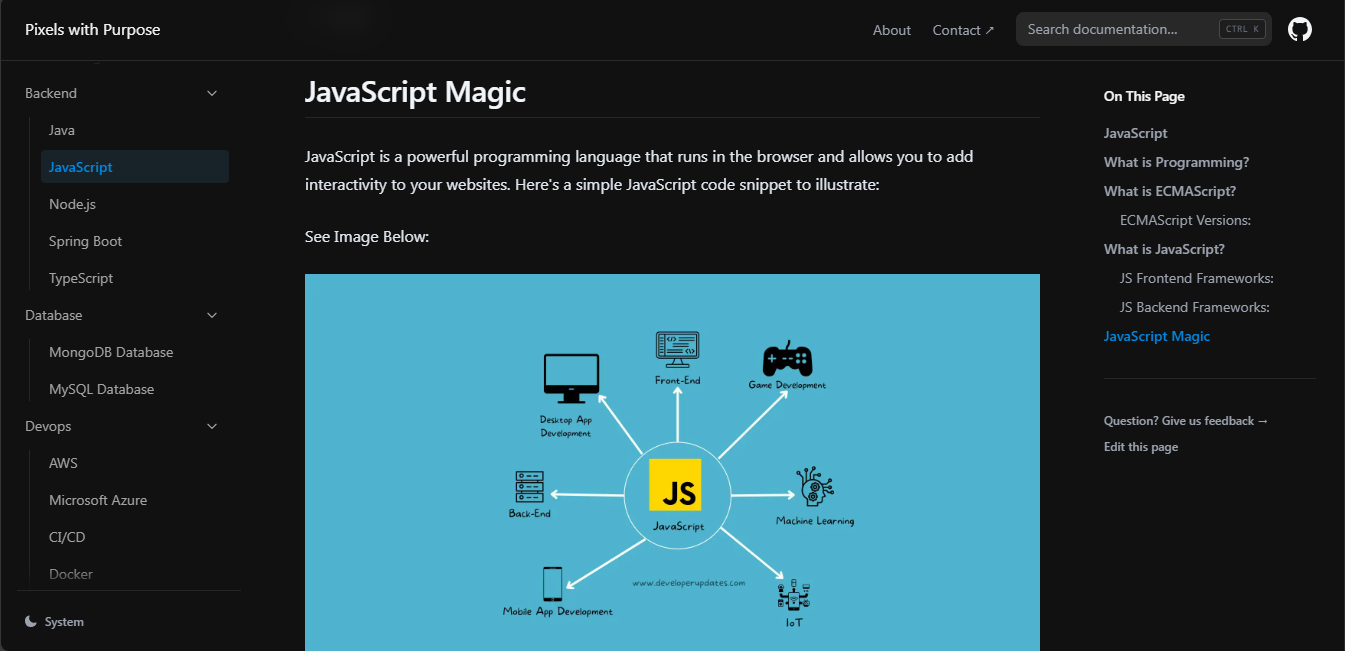 Pixels with Purpose
About
Contact ↗
Search documentation...
CTRL K
Backend
Java
JavaScript
Node.js
Spring Boot
TypeScript
Database
MongoDB Database
MySQL Database
Devops
AWS
Microsoft Azure
CI/CD
Docker
System
JavaScript Magic
JavaScript is a powerful programming language that runs in the browser and allows you to add
interactivity to your websites. Here's a simple JavaScript code snippet to illustrate:
See Image Below:
Front-End
Game Development
Desktop App
Development
JS
JavaScript
Back-End
Machine Learning
www.developerupdates.com
Mobile App Development
IoT
On This Page
JavaScript
What is Programming?
What is ECMAScript?
ECMAScript Versions:
What is JavaScript?
JS Frontend Frameworks:
JS Backend Frameworks:
JavaScript Magic
Question? Give us feedback →
Edit this page